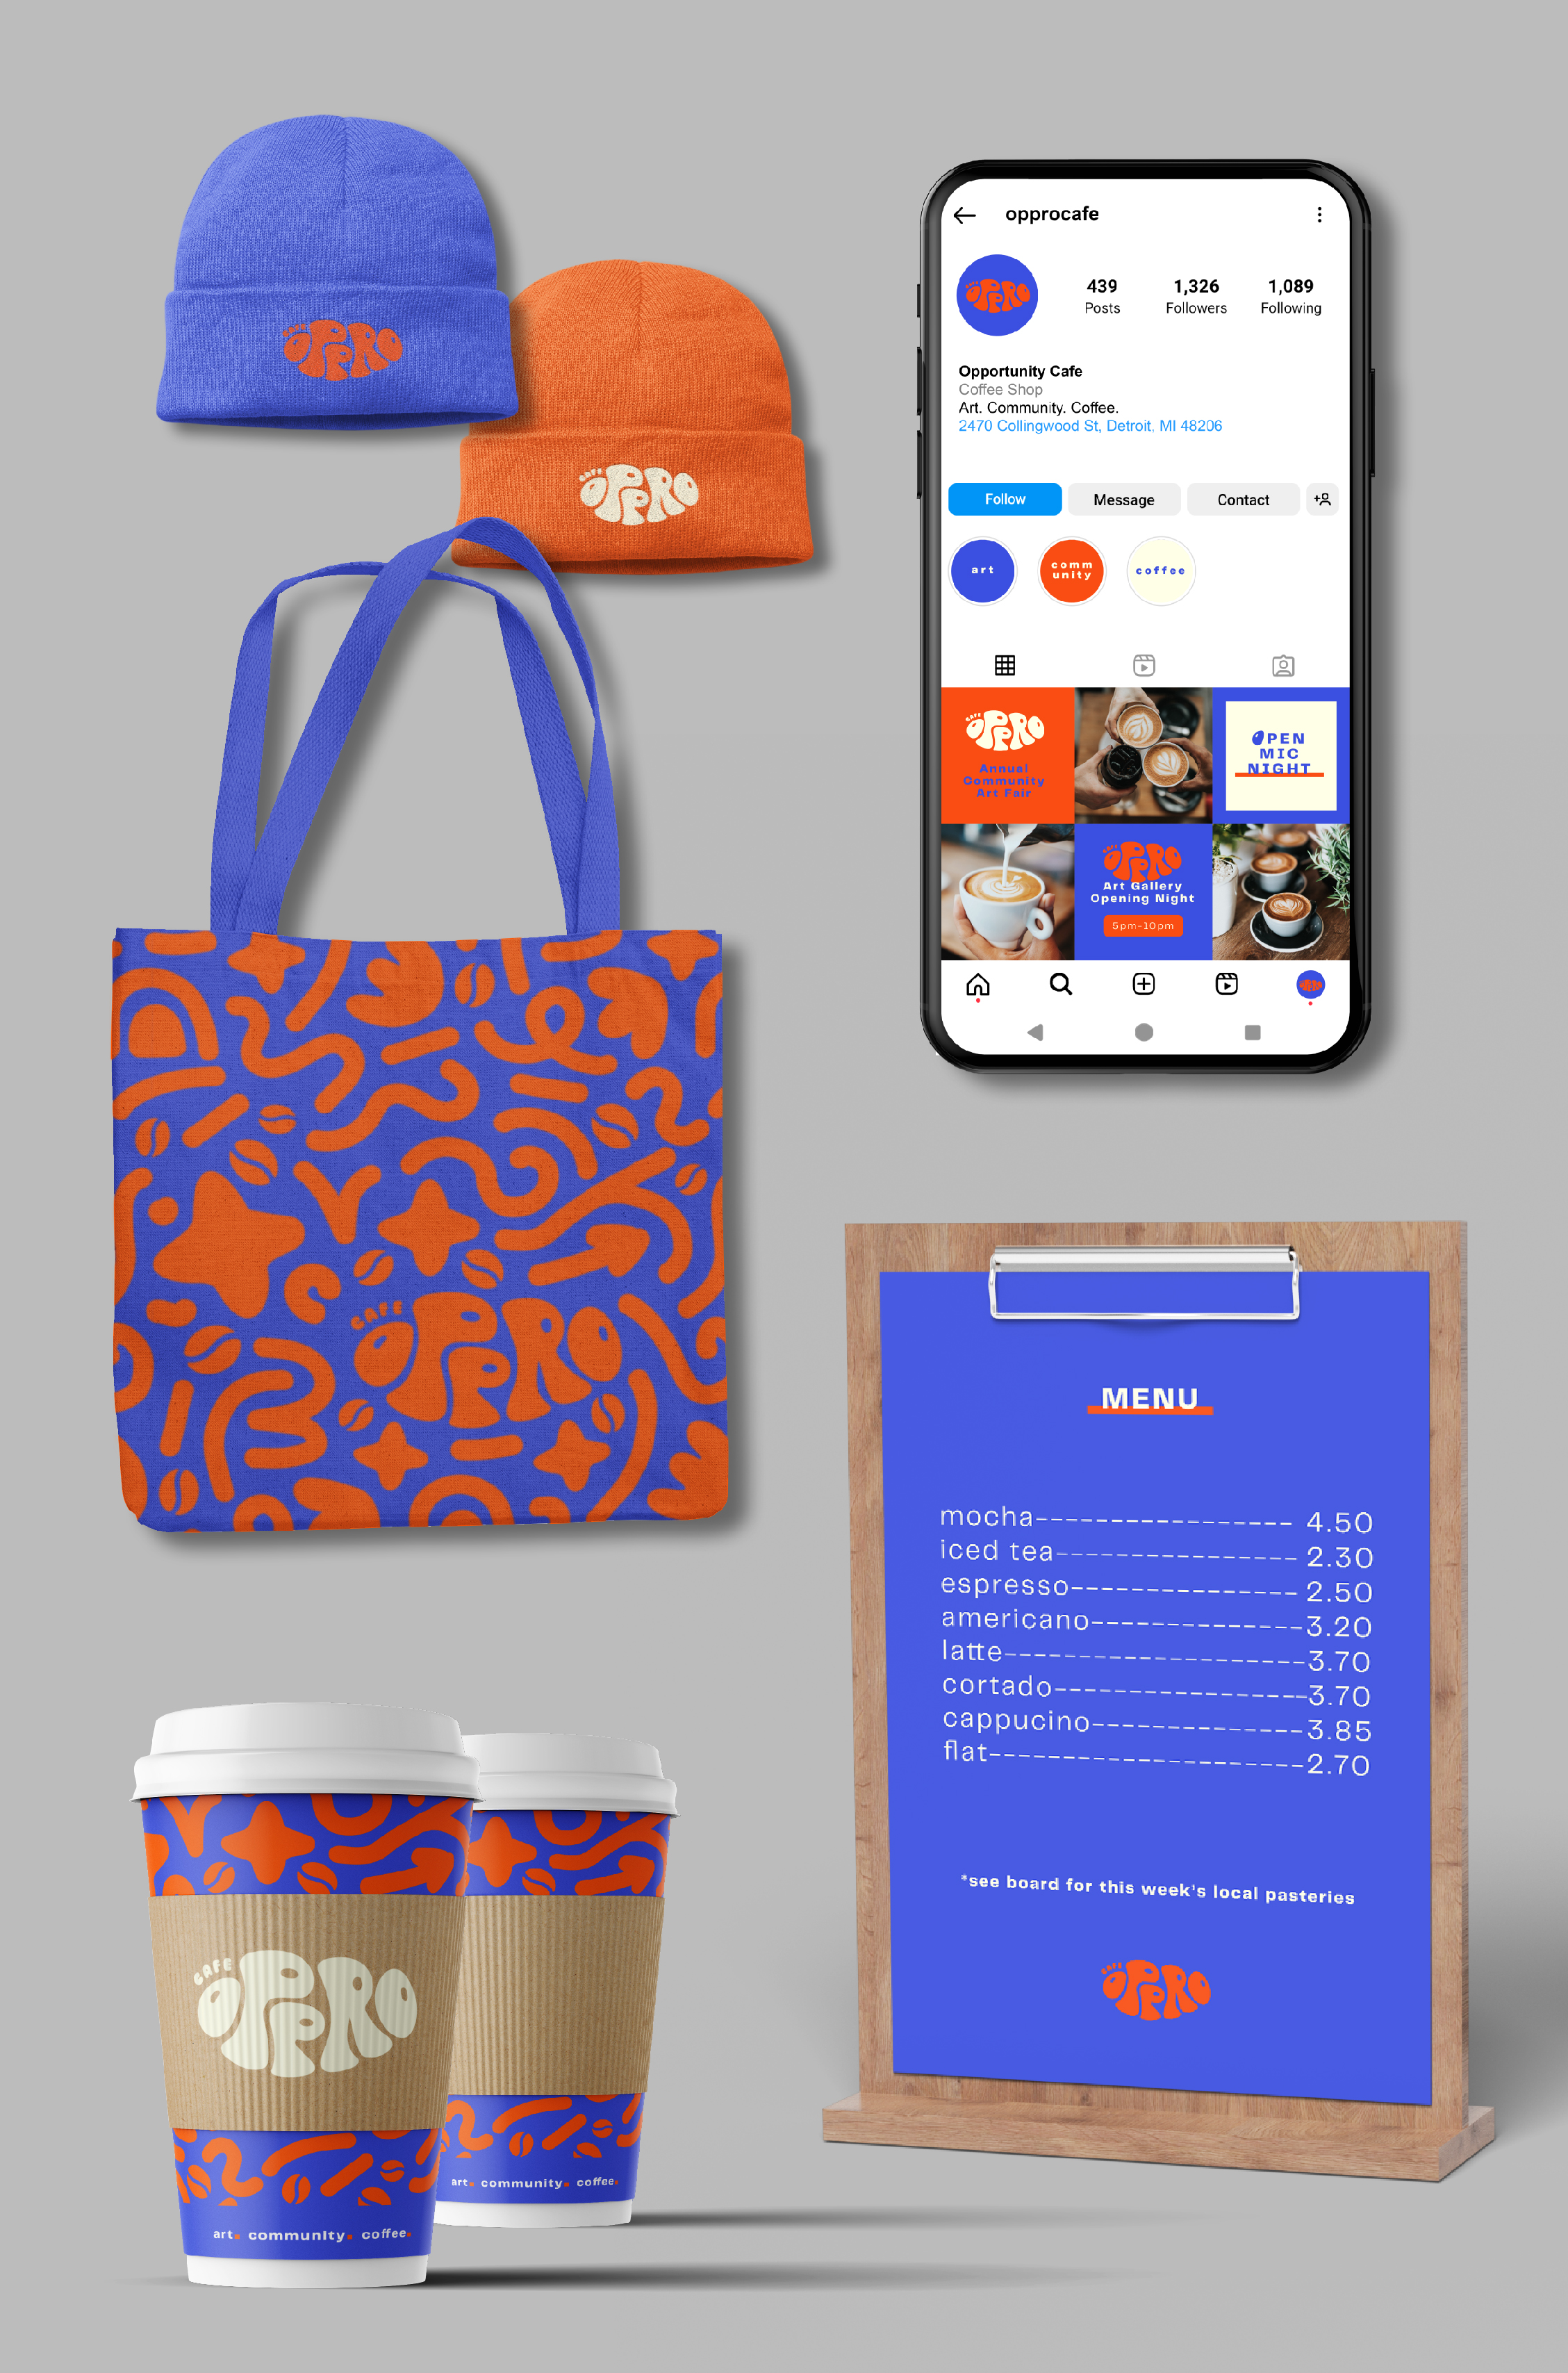 CAFE
OPPRO
CAFE
OPPRO
opprocafe
CAFE
OPPRO
439
1,326
1,089
Posts
Followers
Following
Opportunity Cafe
Coffee Shop
Art. Community. Coffee.
2470 Collingwood St, Detroit, MI 48206
Follow
Message
Contact
art
comm
unity
coffee
CAFE
OPPRO
Annual
Community
Art Fair
OPEN
MIC
NIGHT
CAFE
OPPRO
Art Gallery
Opening Night
5pm-10pm
OPPRO
CAFE
OPPRO
MENU
mocha---------------------- 4.50
iced tea-------------------- 2.30
espresso------------------- 2.50
americano------------------3.20
latte-------------------------3.70
cortado---------------------3.70
cappucino------------------3.85
flat--------------------------2.70
*see board for this week's local pasteries
CAFE
OPPRO
CAFE
OPPRO
art. community. coffee.
art. community. coffee.